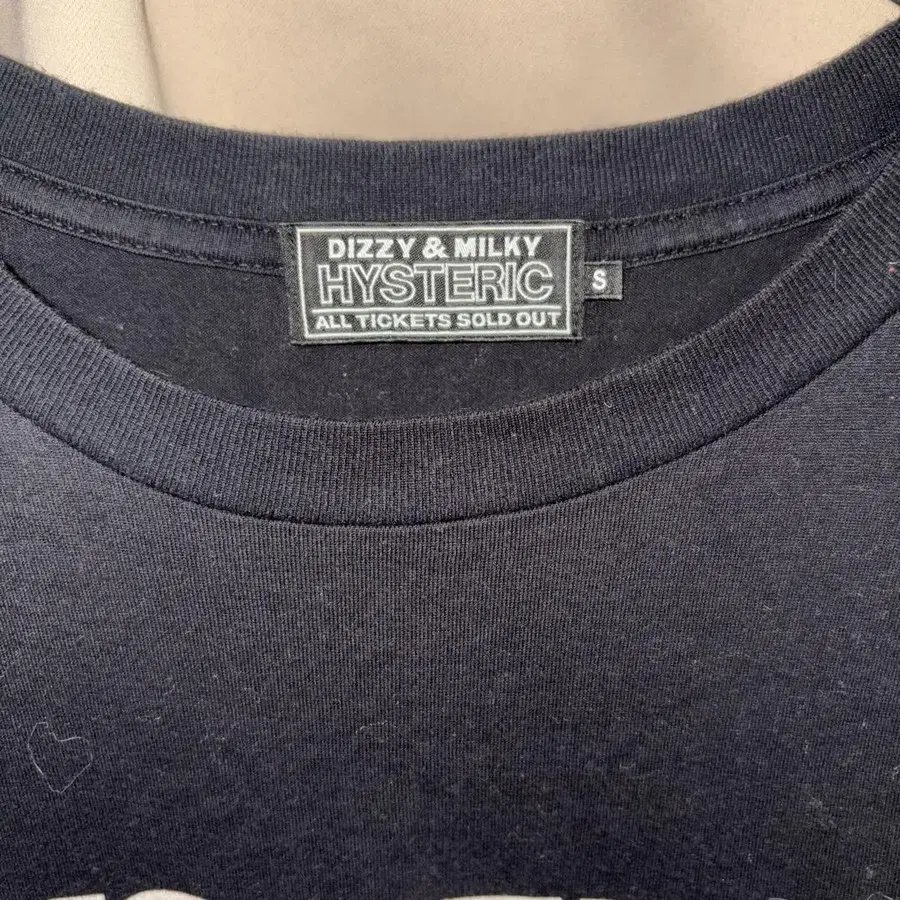 DIZZY & MILKY
HYSTERIC
ALL TICKETS SOLD OUT
S